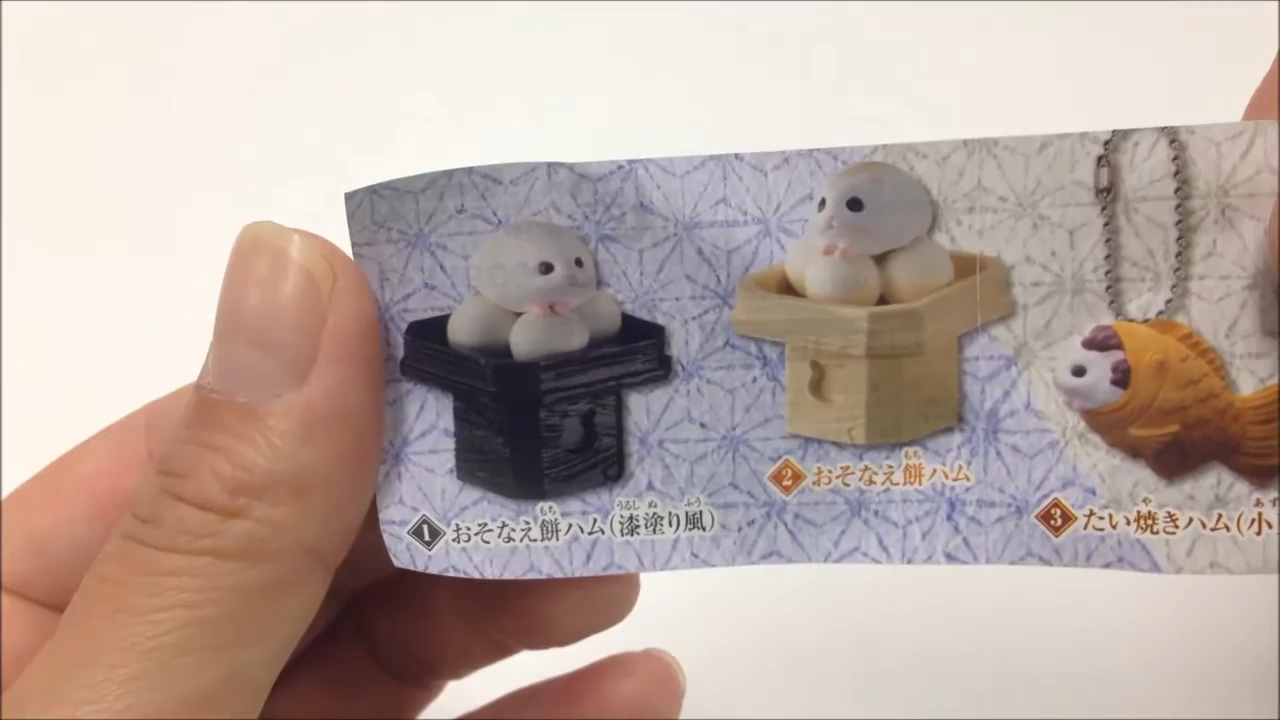 1 おそなえ餅ハム(漆塗り風)
もち うるし ぬ ふう
2 おそなえ餅ハム
もち
3 たい焼きハム(小
や あず